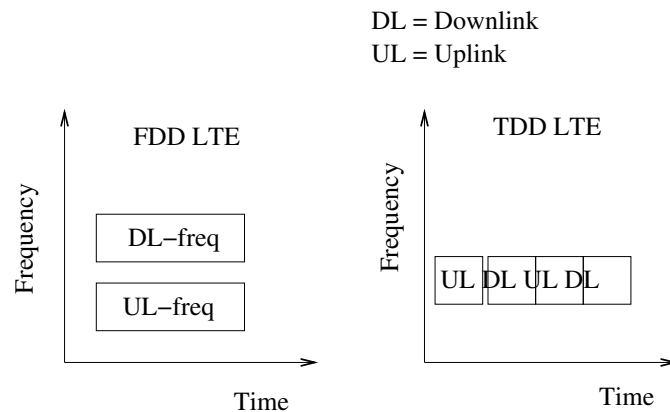 DL = Downlink
UL = Uplink
FDD LTE
Frequency
DL−freq
UL−freq
Time
TDD LTE
Frequency
UL DL UL DL
Time